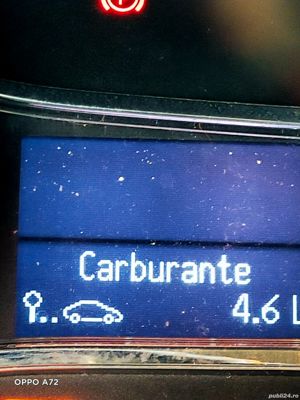 Carburante
4.6 L
OPPO A72
publi24.ro